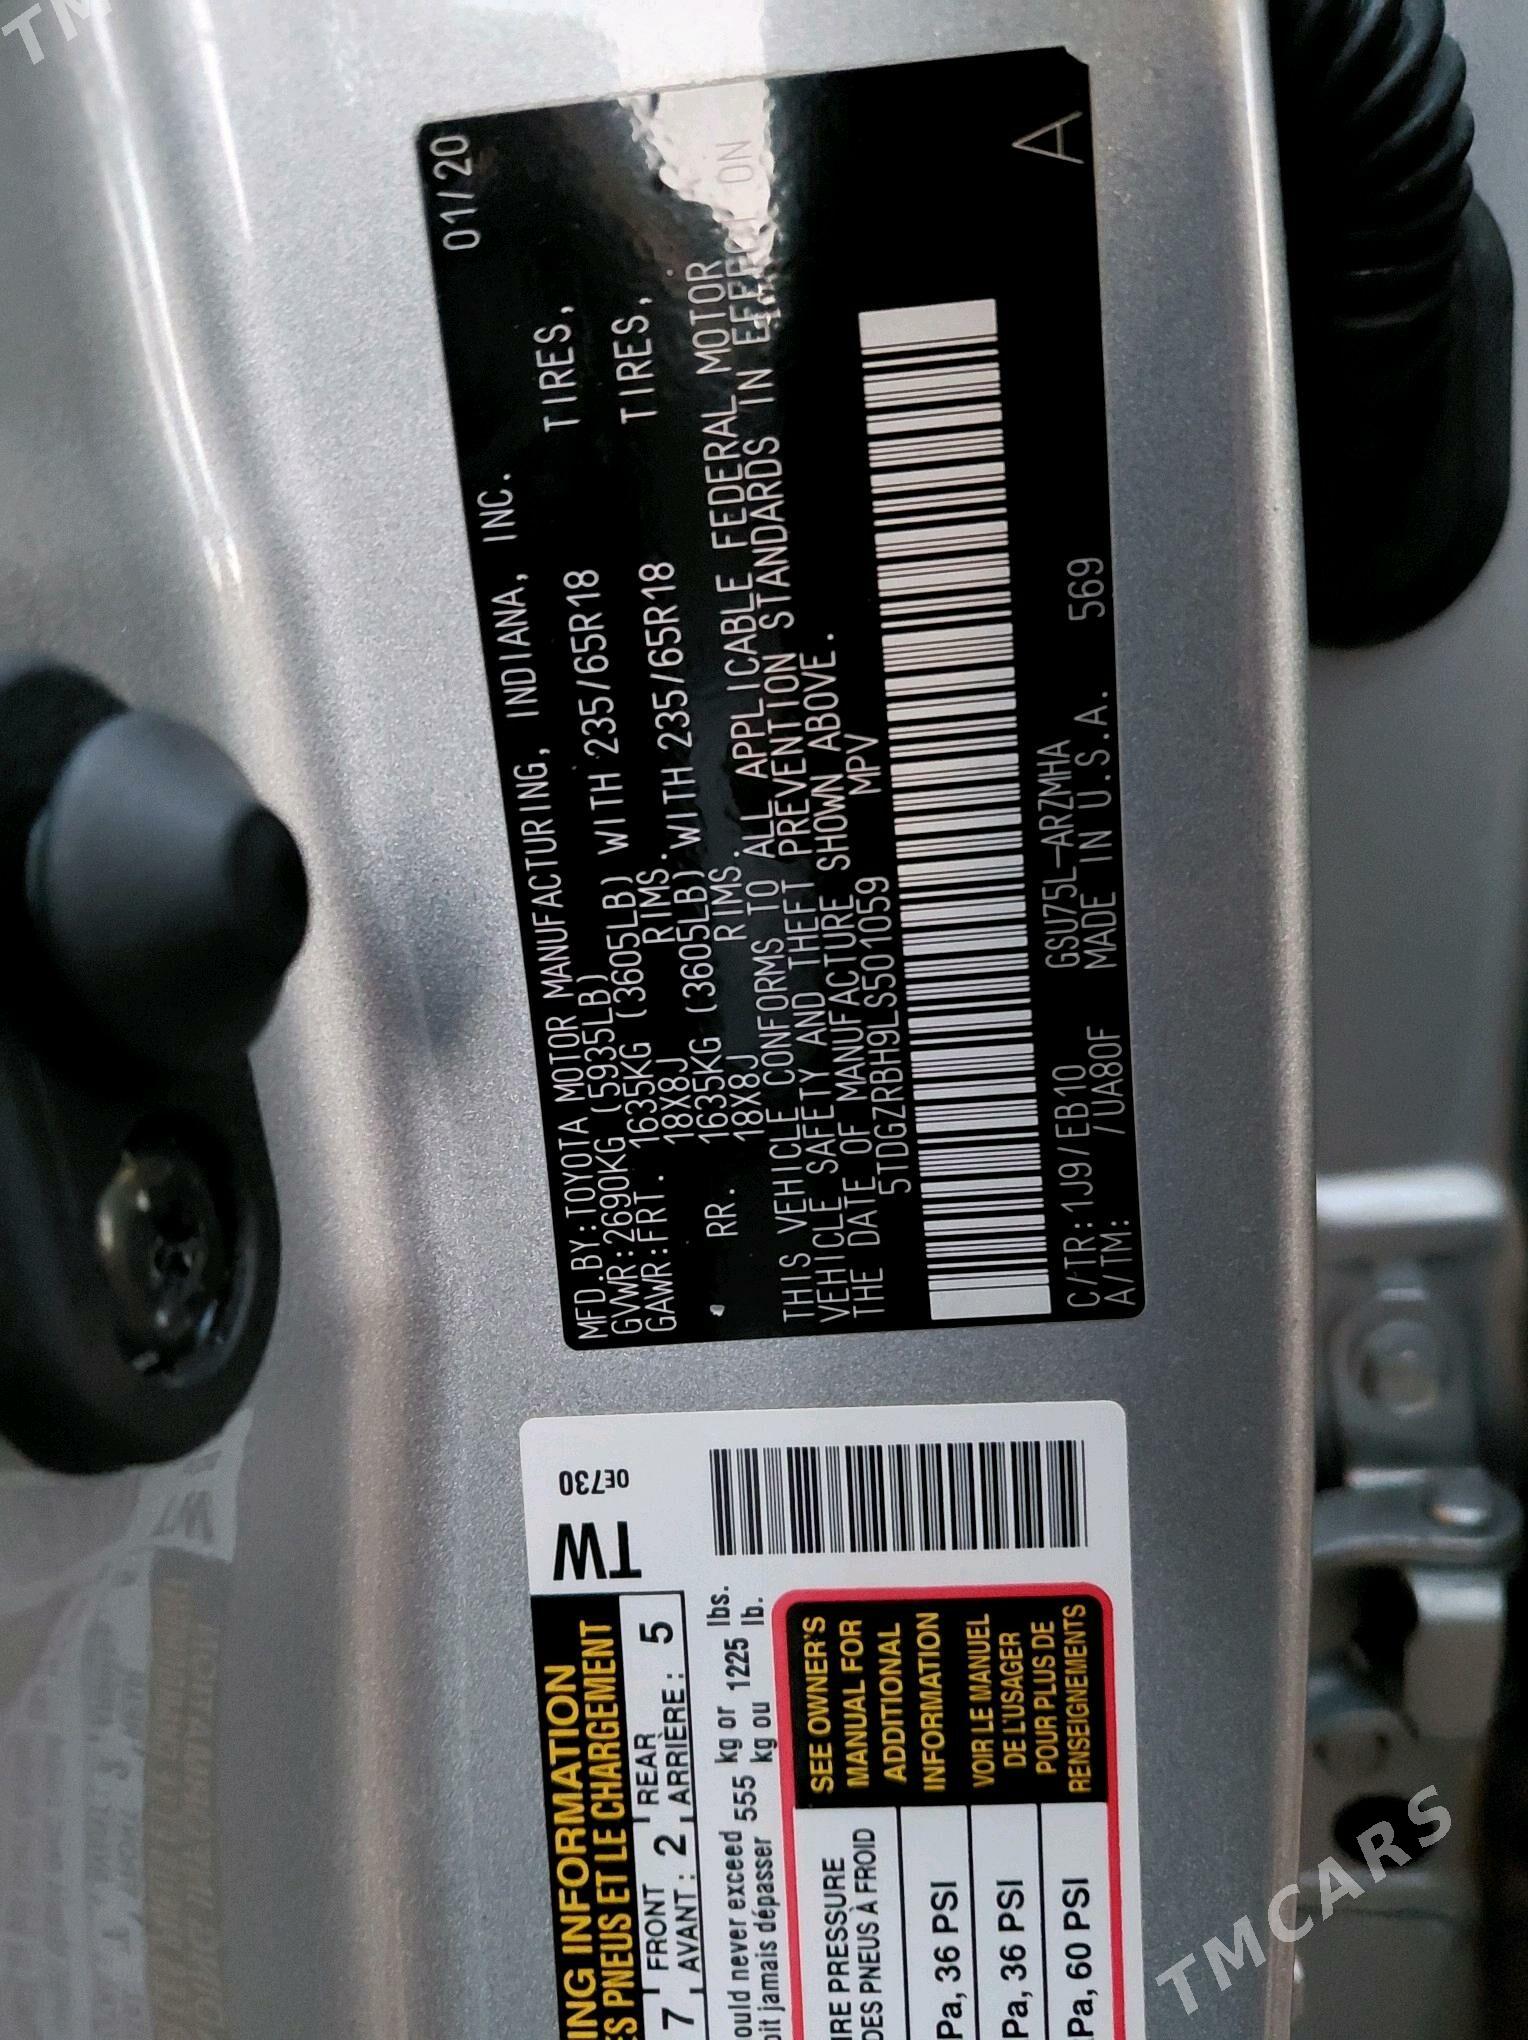 01/20
MFD.BY:TOYOTA MOTOR MANUFACTURING, INDIANA, INC.
GVWR:2690KG (5935LB)
GAWR:FRT. 1635KG (3605LB) WITH 235/65R18 TIRES,
18X8J RIMS.
RR. 1635KG (3605LB) WITH 235/65R18 TIRES,
18X8J RIMS.
THIS VEHICLE CONFORMS TO ALL APPLICABLE FEDERAL MOTOR
VEHICLE SAFETY AND THEFT PREVENTION STANDARDS IN EFFECT ON
THE DATE OF MANUFACTURE SHOWN ABOVE.
5TDGZRBH9LS501059 MPV
C/TR:1J9/EB10 GSU75L-ARZMHA
A/TM: /UA80F MADE IN U.S.A. 569
A
TW
0E730
ING INFORMATION
ES PNEUS ET LE CHARGEMENT
7 FRONT 2 REAR 5
AVANT: ARRIÈRE:
ould never exceed 555 kg or 1225 lbs.
oit jamais dépasser kg ou lb.
IRE PRESSURE
DES PNEUS À FROID
Pa, 36 PSI
Pa, 36 PSI
Pa, 60 PSI
SEE OWNER'S
MANUAL FOR
ADDITIONAL
INFORMATION
VOIR LE MANUEL
DE L'USAGER
POUR PLUS DE
RENSEIGNEMENTS
TMCARS
TM